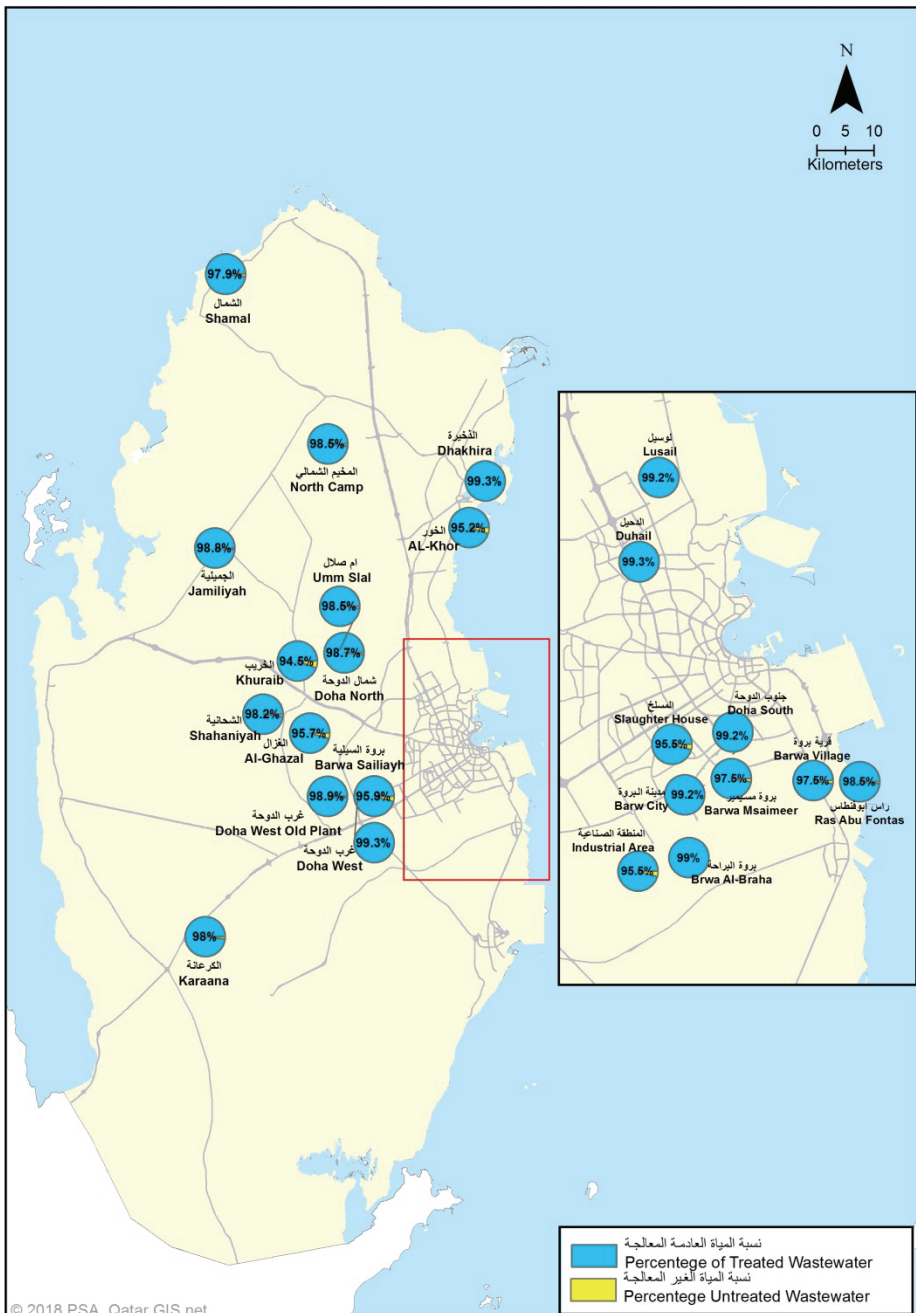 N
0 5 10
Kilometers
97.9%
الشمال
Shamal
98.5%
المخيم الشمالي
North Camp
الذخيرة
Dhakhira
99.3%
95.2%
الخور
AL-Khor
98.8%
الجميلية
Jamiliyah
ام صلال
Umm Slal
98.5%
98.7%
شمال الدوحة
Doha North
94.5%
الخريب
Khuraib
98.2%
الشحانية
Shahaniyah
95.7%
الغزال
Al-Ghazal
بروة السيلية
Barwa Sailiayh
95.9%
98.9%
غرب الدوحة
Doha West Old Plant
99.3%
غرب الدوحة
Doha West
98%
الكرعانة
Karaana
لوسيل
Lusail
99.2%
الدحيل
Duhail
99.3%
المسلخ
Slaughter House
95.5%
جنوب الدوحة
Doha South
99.2%
97.5%
بروة مسيمير
Barwa Msaimeer
قرية بروة
Barwa Village
97.5%
98.5%
راس ابوفنطاس
Ras Abu Fontas
مدينة البروة
Barw City
99.2%
المنطقة الصناعية
Industrial Area
95.5%
99%
بروة البراحة
Brwa Al-Braha
نسبة المياة العادمة المعالجة
Percentege of Treated Wastewater
نسبة المياة الغير المعالجة
Percentege Untreated Wastewater
© 2018 PSA, Qatar GIS net